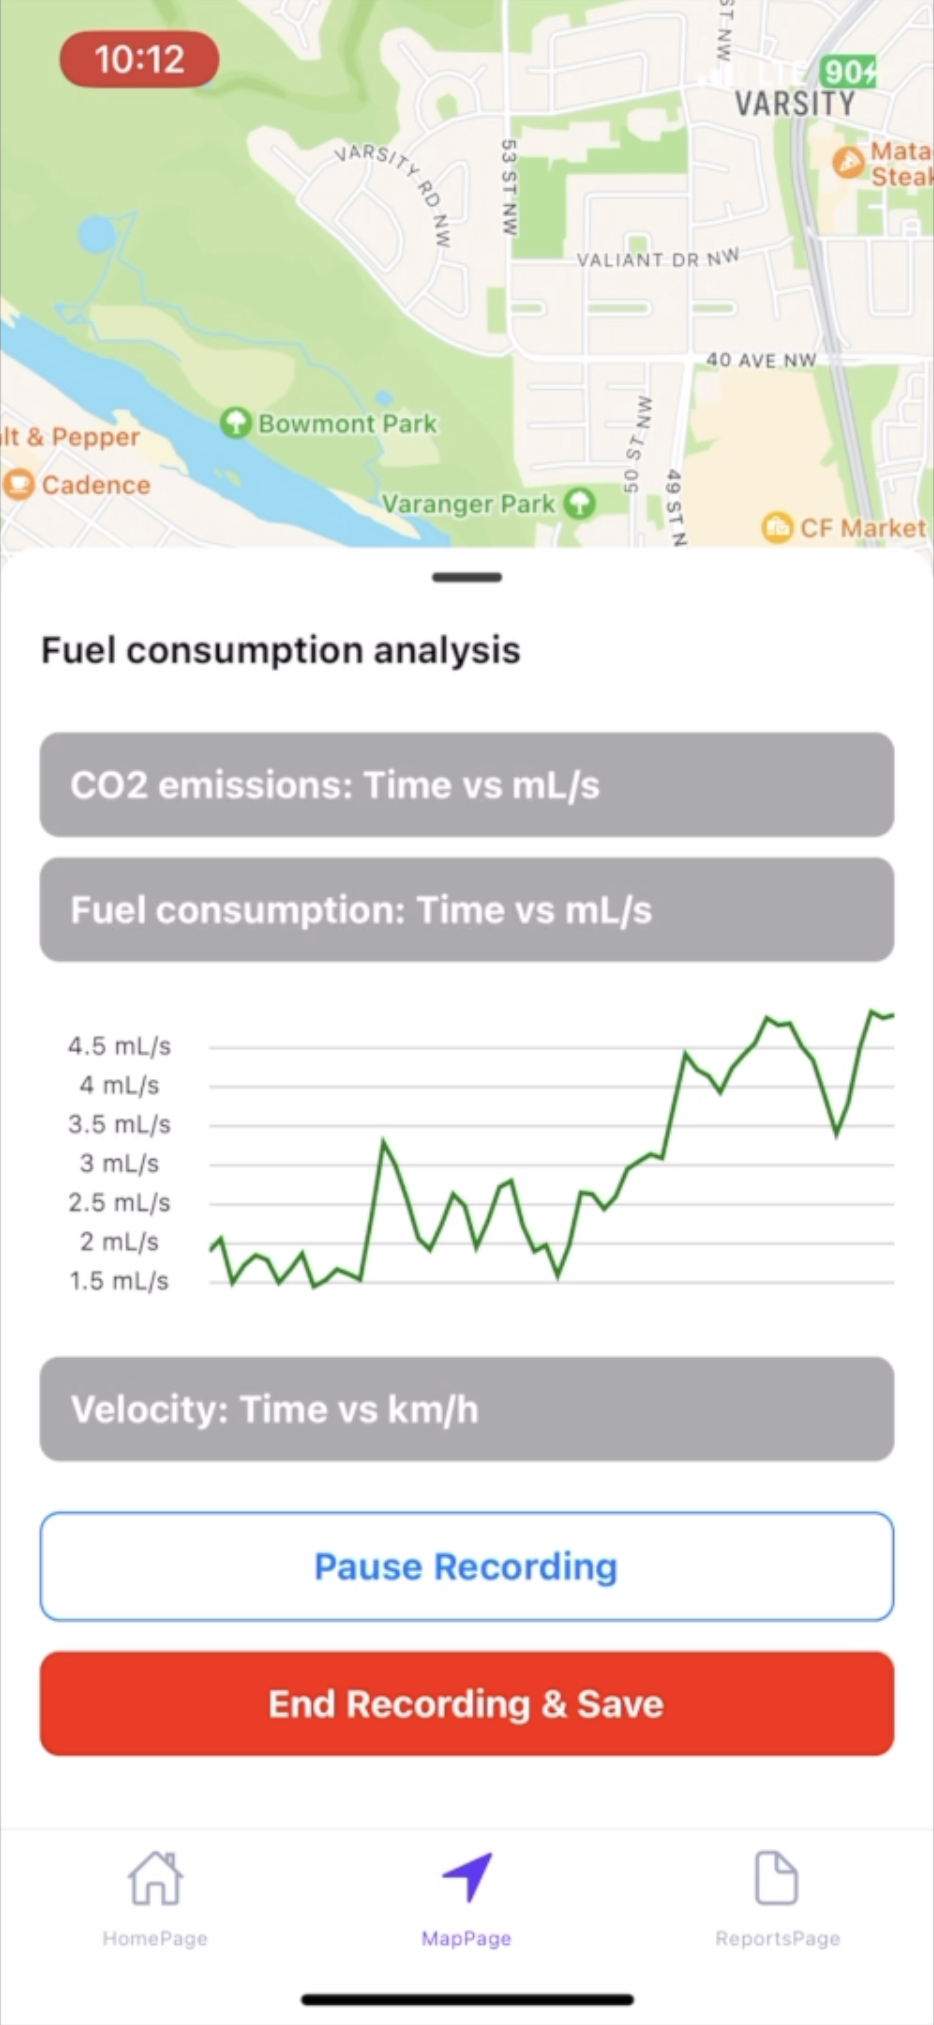 10:12
ST NW
LTE
90
VARSITY
VARSITY RD NW
53 ST NW
Mata
Steak
VALIANT DR NW
40 AVE NW
Bowmont Park
50 ST NW
lt & Pepper
Cadence
49 ST N
Varanger Park
CF Market
Fuel consumption analysis
CO2 emissions: Time vs mL/s
Fuel consumption: Time vs mL/s
4.5 mL/s
4 mL/s
3.5 mL/s
3 mL/s
2.5 mL/s
2 mL/s
1.5 mL/s
Velocity: Time vs km/h
Pause Recording
End Recording & Save
HomePage
MapPage
ReportsPage